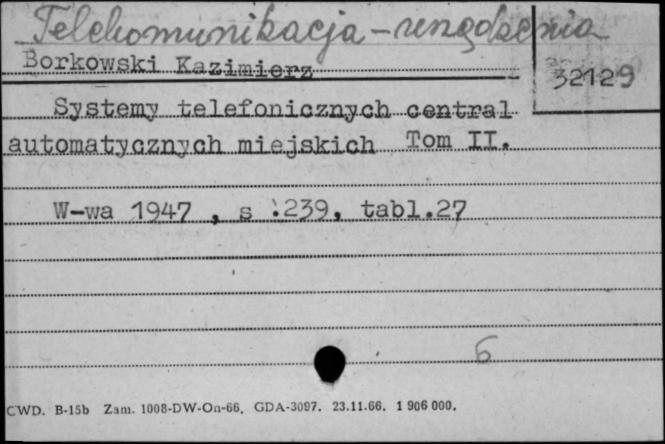 Telekomunikacja - urządzenia
Borkowski Kazimierz
32129
Systemy telefonicznych central
automatycznych miejskich Tom II.
W-wa 1947 , s :239, tabl.27
6
CWD. B-15b Zam. 1008-DW-On-66. GDA-3097. 23.11.66. 1 906 000.